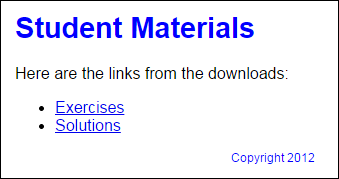 Student Materials
Here are the links from the downloads:
Exercises
Solutions
Copyright 2012